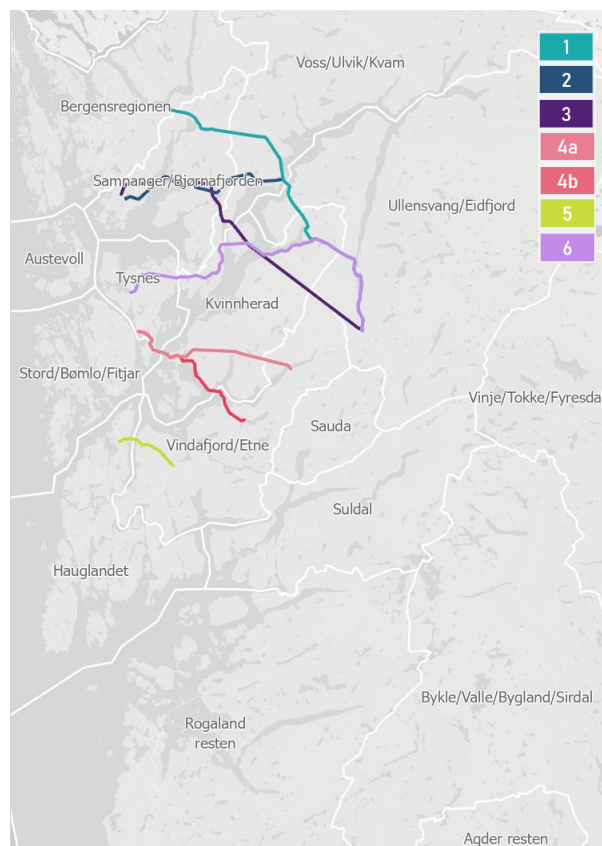 1
2
3
4a
4b
5
6
Voss/Ulvik/Kvam
Bergensregionen
Samnanger/Bjørnafjorden
Ullensvang/Eidfjord
Austevoll
Tysnes
Kvinnherad
Stord/Bømlo/Fitjar
Vinje/Tokke/Fyresda
Sauda
Vindafjord/Etne
Suldal
Hauglandet
Bykle/Valle/Bygland/Sirdal
Rogaland
resten
Agder resten